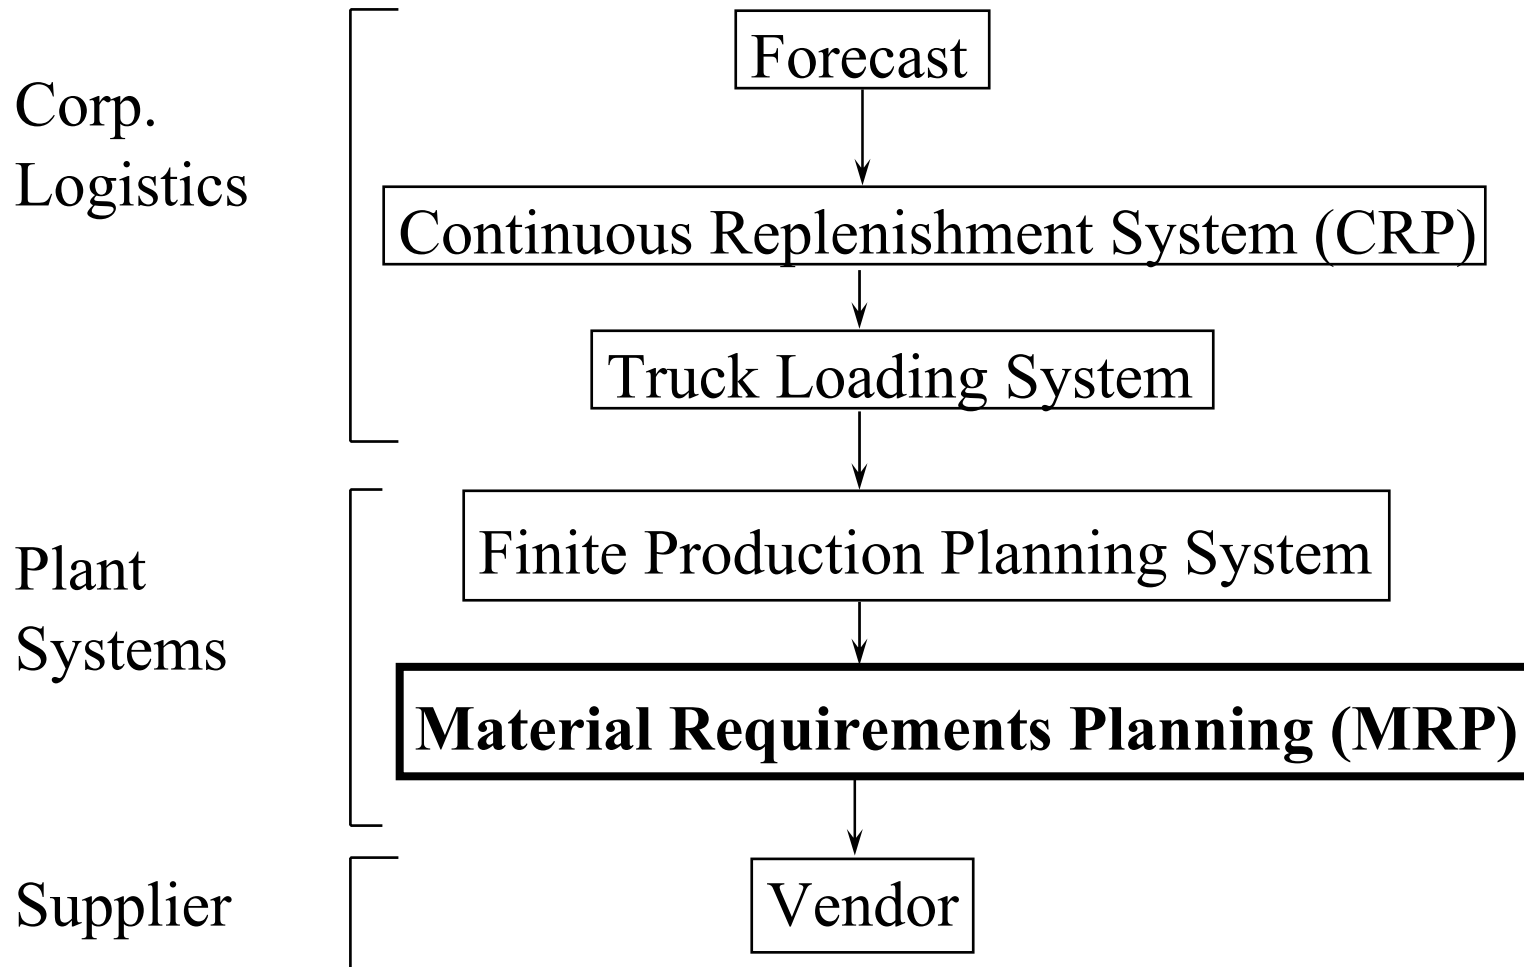 Forecast
Corp.
Logistics
Continuous Replenishment System (CRP)
Truck Loading System
Finite Production Planning System
Plant
Systems
Material Requirements Planning (MRP)
Supplier
Vendor